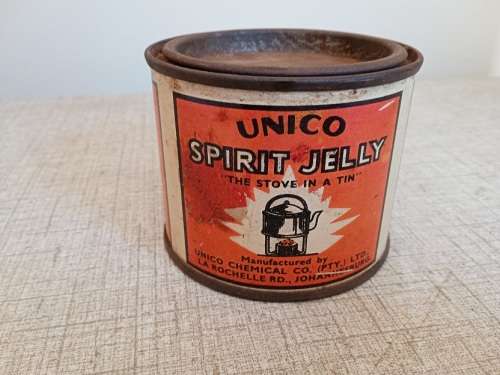 UNICO
SPIRIT JELLY
"THE STOVE IN A TIN"
Manufactured by
UNICO CHEMICAL CO. (PTY.) LTD.
LA ROCHELLE RD., JOHANNESBURG.